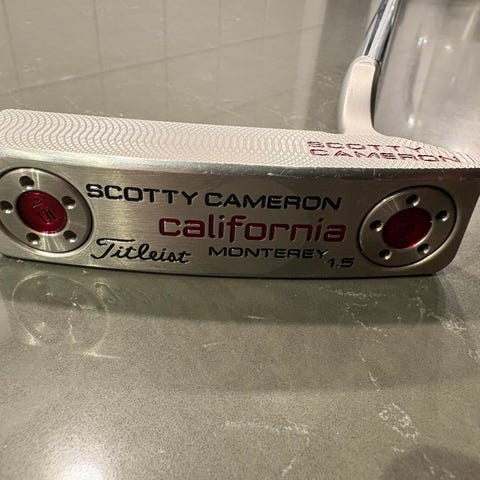 SCOTTY
CAMERON
SCOTTY CAMERON
california
Titleist MONTEREY 1.5